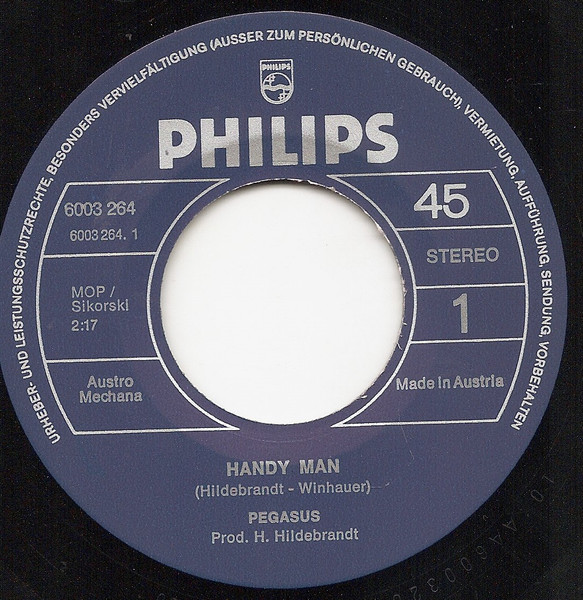 URHEBER- UND LEISTUNGSSCHUTZRECHTE, BESONDERS VERVIELFÄLTIGUNG (AUSSER ZUM PERSÖNLICHEN GEBRAUCH), VERMIETUNG, AUFFÜHRUNG, SENDUNG, VORBEHALTEN
PHILIPS
PHILIPS
6003 264
6003 264. 1
MOP /
Sikorski
2:17
Austro
Mechana
45
STEREO
1
Made in Austria
HANDY MAN
(Hildebrandt - Winhauer)
PEGASUS
Prod. H. Hildebrandt